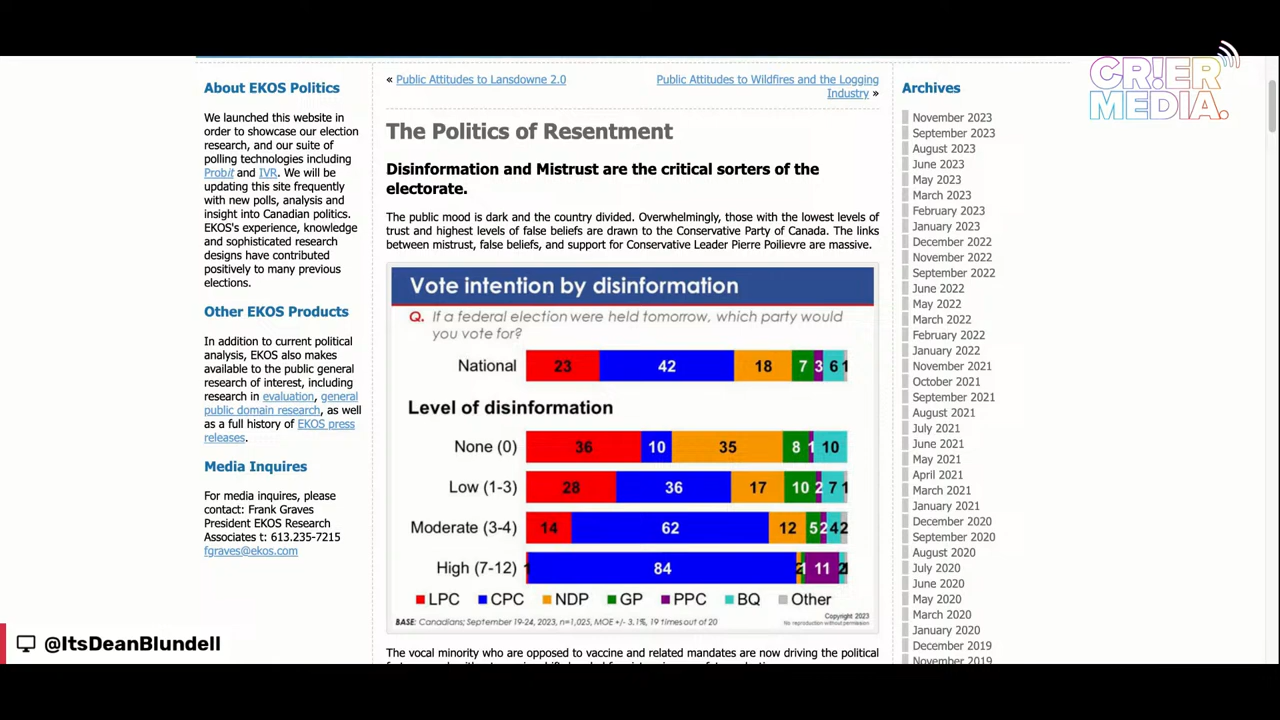 CR!ER
MEDIA.
About EKOS Politics
We launched this website in
order to showcase our election
research, and our suite of
polling technologies including
Probit and IVR. We will be
updating this site frequently
with new polls, analysis and
insight into Canadian politics.
EKOS's experience, knowledge
and sophisticated research
designs have contributed
positively to many previous
elections.
Other EKOS Products
In addition to current political
analysis, EKOS also makes
available to the public general
research of interest, including
research in evaluation, general
public domain research, as well
as a full history of EKOS press
releases.
Media Inquires
For media inquires, please
contact: Frank Graves
President EKOS Research
Associates t: 613.235-7215
fgraves@ekos.com
« Public Attitudes to Lansdowne 2.0
Public Attitudes to Wildfires and the Logging
Industry »
The Politics of Resentment
Disinformation and Mistrust are the critical sorters of the
electorate.
The public mood is dark and the country divided. Overwhelmingly, those with the lowest levels of
trust and highest levels of false beliefs are drawn to the Conservative Party of Canada. The links
between mistrust, false beliefs, and support for Conservative Leader Pierre Poilievre are massive.
Vote intention by disinformation
Q. If a federal election were held tomorrow, which party would
you vote for?
National 23 42 18 7 3 6 1
Level of disinformation
None (0) 36 10 35 8 1 10
Low (1-3) 28 36 17 10 2 7 1
Moderate (3-4) 14 62 12 5 2 4 2
High (7-12) 1 84 2 1 11
LPC CPC NDP GP PPC BQ Other
BASE: Canadians; September 19-24, 2023, n=1,025, MOE +/- 3.1%, 19 times out of 20
Copyright 2023
No reproduction without permission
The vocal minority who are opposed to vaccine and related mandates are now driving the political
Archives
November 2023
September 2023
August 2023
June 2023
May 2023
March 2023
February 2023
January 2023
December 2022
November 2022
September 2022
June 2022
May 2022
March 2022
February 2022
January 2022
November 2021
October 2021
September 2021
August 2021
July 2021
June 2021
May 2021
April 2021
March 2021
January 2021
December 2020
September 2020
August 2020
July 2020
June 2020
May 2020
March 2020
January 2020
December 2019
November 2019
@ItsDeanBlundell